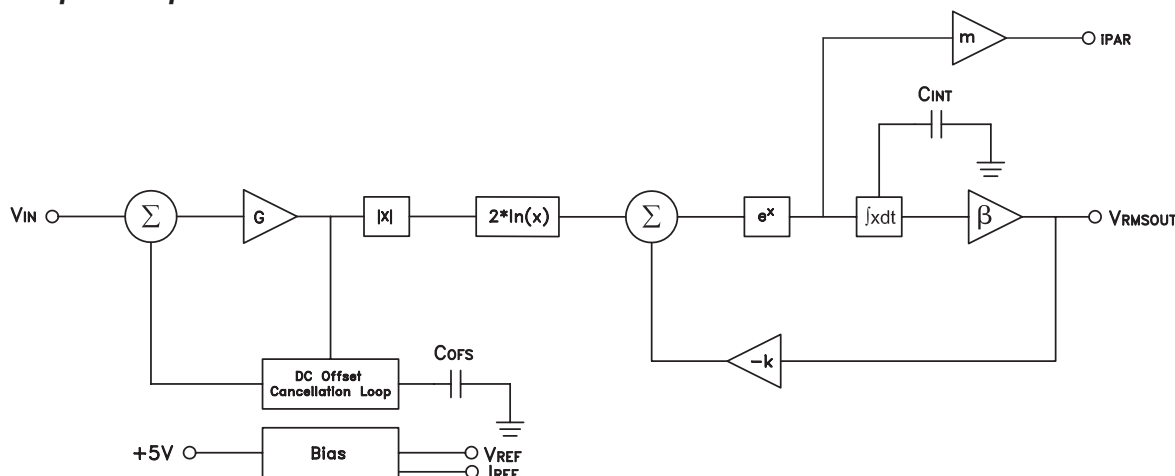 m
iPAR
CINT
VIN
Σ
G
|X|
2*ln(x)
Σ
e^x
∫xdt
β
VRMSOUT
-k
COFS
DC Offset
Cancellation Loop
+5V
Bias
VREF
IREF